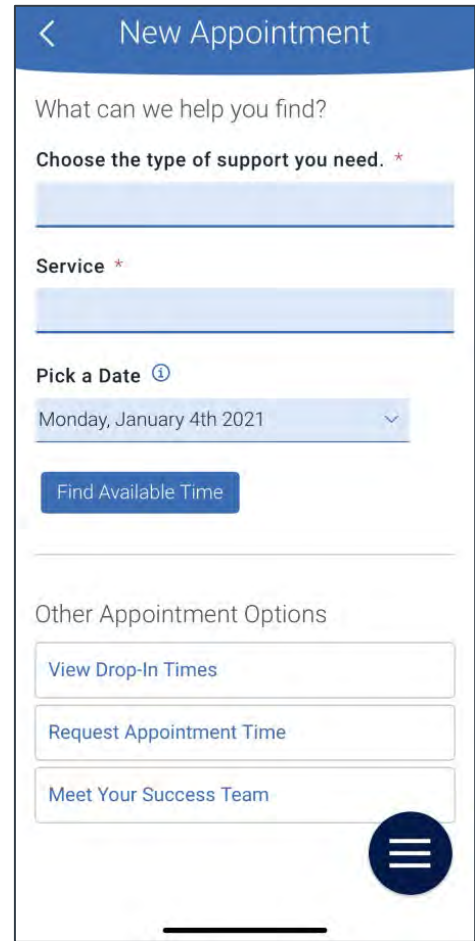 New Appointment
What can we help you find?
Choose the type of support you need. *
Service *
Pick a Date
Monday, January 4th 2021
Find Available Time
Other Appointment Options
View Drop-In Times
Request Appointment Time
Meet Your Success Team